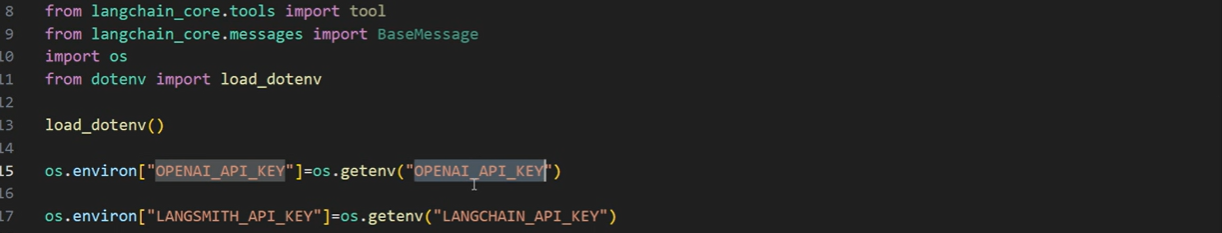 8 from langchain_core.tools import tool
9 from langchain_core.messages import BaseMessage
10 import os
11 from dotenv import load_dotenv
12
13 load_dotenv()
14
15 os.environ["OPENAI_API_KEY"]=os.getenv("OPENAI_API_KEY")
16
17 os.environ["LANGSMITH_API_KEY"]=os.getenv("LANGCHAIN_API_KEY")